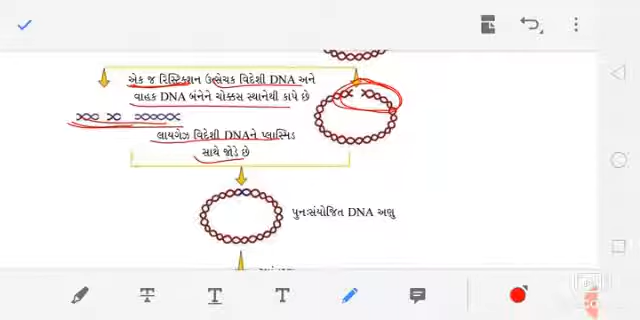 એક જ રિસ્ટ્રિક્શન ઉત્સેચક વિદેશી DNA અને
વાહક DNA બંનેને ચોક્કસ સ્થાનેથી કાપે છે
લાયગેઝ વિદેશી DNAને પ્લાસ્મિડ
સાથે જોડે છે
પુનઃસંયોજિત DNA અણુ